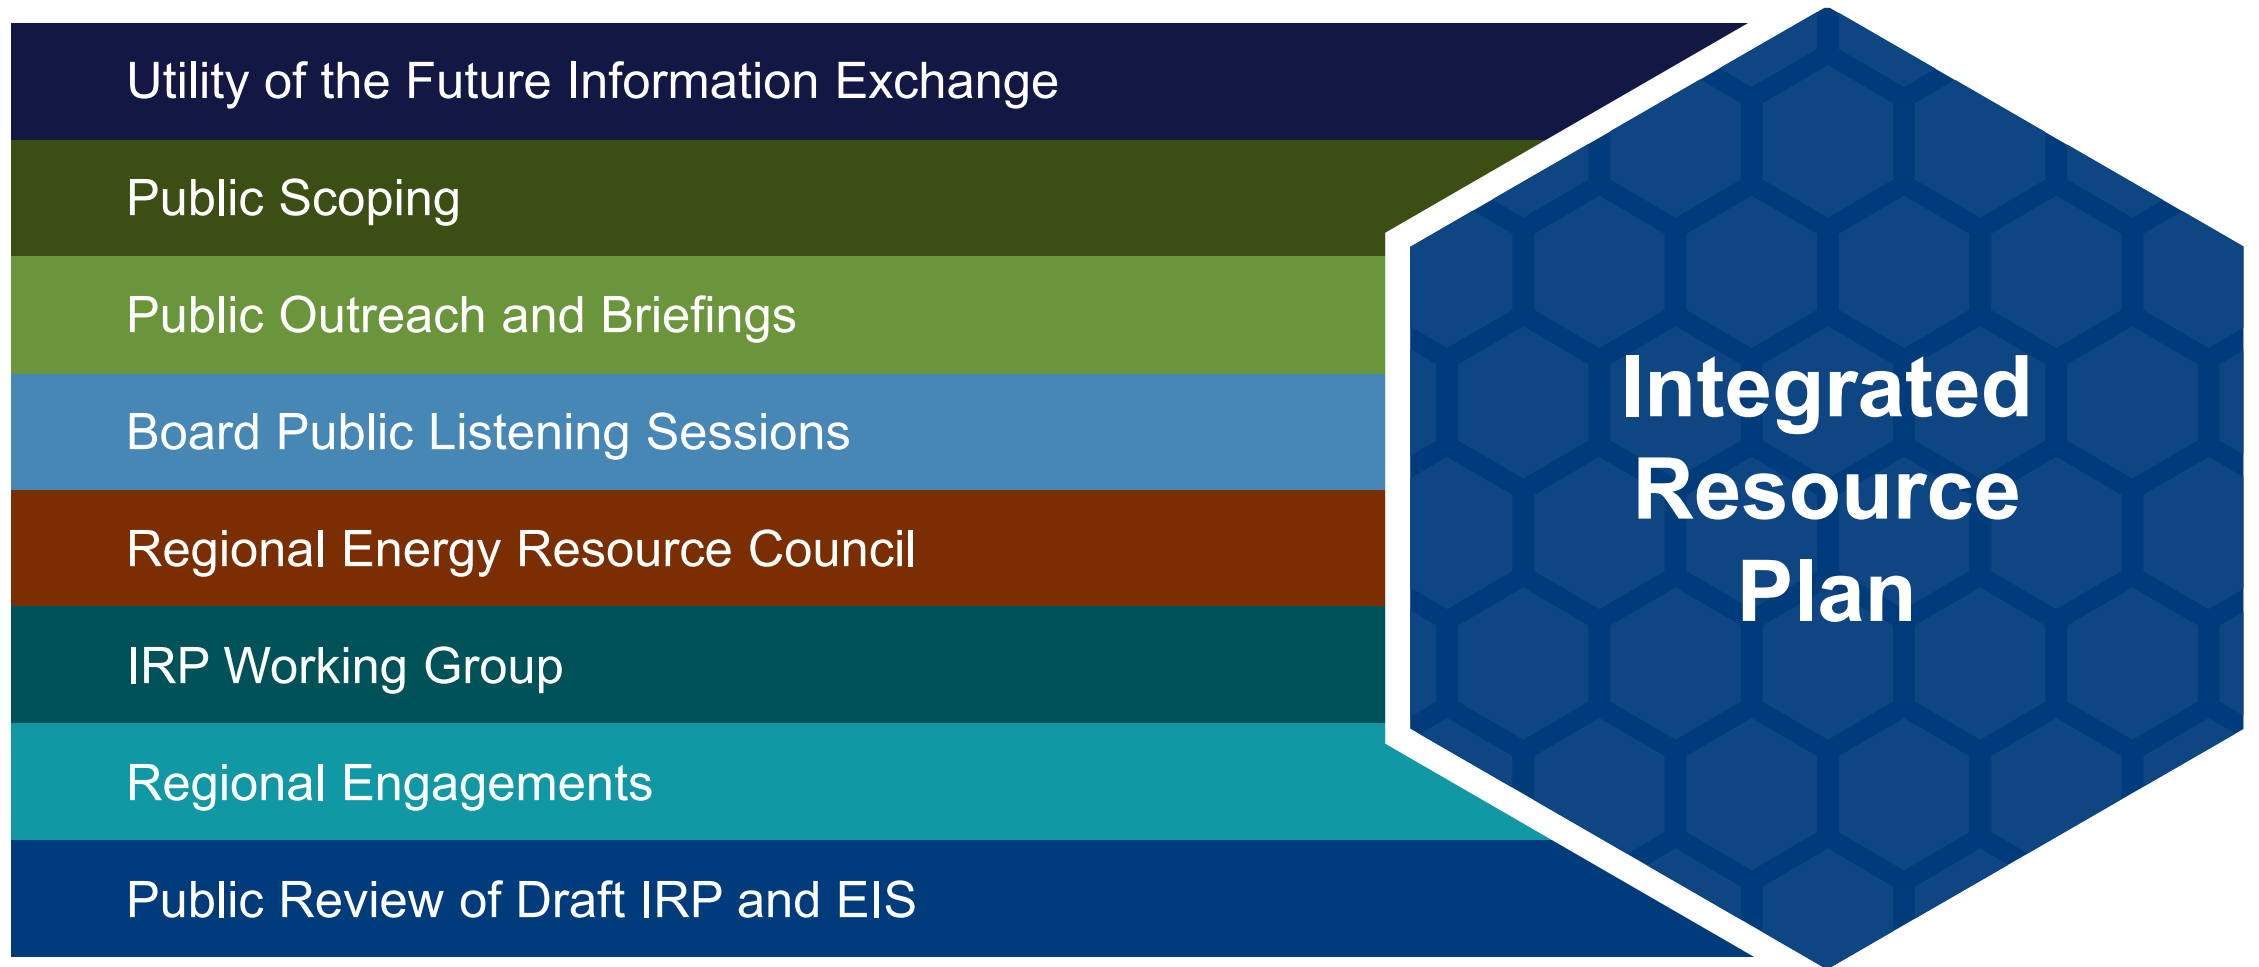 Utility of the Future Information Exchange
Public Scoping
Public Outreach and Briefings
Board Public Listening Sessions
Regional Energy Resource Council
IRP Working Group
Regional Engagements
Public Review of Draft IRP and EIS
Integrated
Resource
Plan